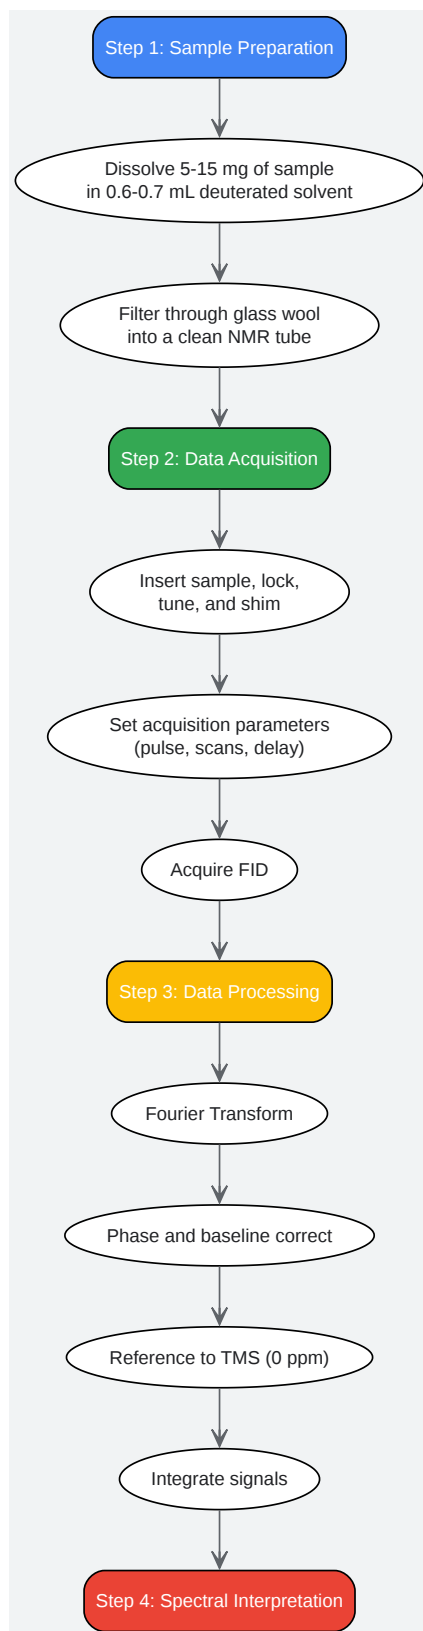 Step 1: Sample Preparation
Dissolve 5-15 mg of sample
in 0.6-0.7 mL deuterated solvent
Filter through glass wool
into a clean NMR tube
Step 2: Data Acquisition
Insert sample, lock,
tune, and shim
Set acquisition parameters
(pulse, scans, delay)
Acquire FID
Step 3: Data Processing
Fourier Transform
Phase and baseline correct
Reference to TMS (0 ppm)
Integrate signals
Step 4: Spectral Interpretation